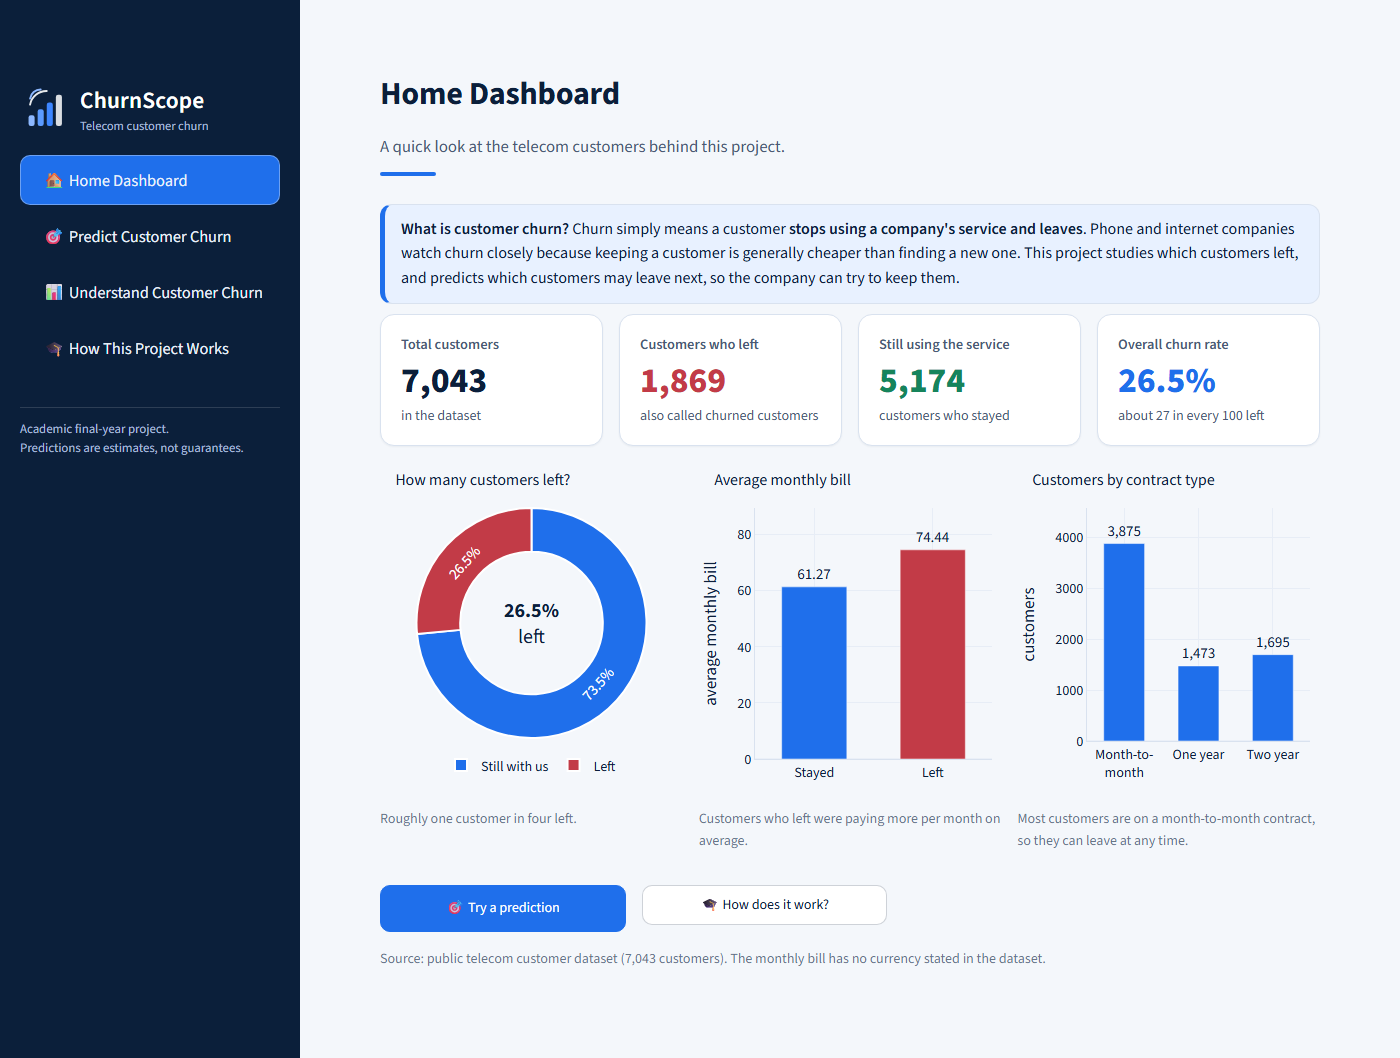 ChurnScope
Telecom customer churn
Home Dashboard
Predict Customer Churn
Understand Customer Churn
How This Project Works
Academic final-year project.
Predictions are estimates, not guarantees.
Home Dashboard
A quick look at the telecom customers behind this project.
What is customer churn? Churn simply means a customer stops using a company's service and leaves. Phone and internet companies
watch churn closely because keeping a customer is generally cheaper than finding a new one. This project studies which customers left,
and predicts which customers may leave next, so the company can try to keep them.
Total customers
7,043
in the dataset
Customers who left
1,869
also called churned customers
Still using the service
5,174
customers who stayed
Overall churn rate
26.5%
about 27 in every 100 left
How many customers left?
26.5%
26.5%
left
73.5%
Still with us
Left
Roughly one customer in four left.
Average monthly bill
average monthly bill
80
60
40
20
0
61.27
74.44
Stayed
Left
Customers who left were paying more per month on
average.
Customers by contract type
customers
4000
3000
2000
1000
0
3,875
1,473
1,695
Month-to-
month
One year
Two year
Most customers are on a month-to-month contract,
so they can leave at any time.
Try a prediction
How does it work?
Source: public telecom customer dataset (7,043 customers). The monthly bill has no currency stated in the dataset.